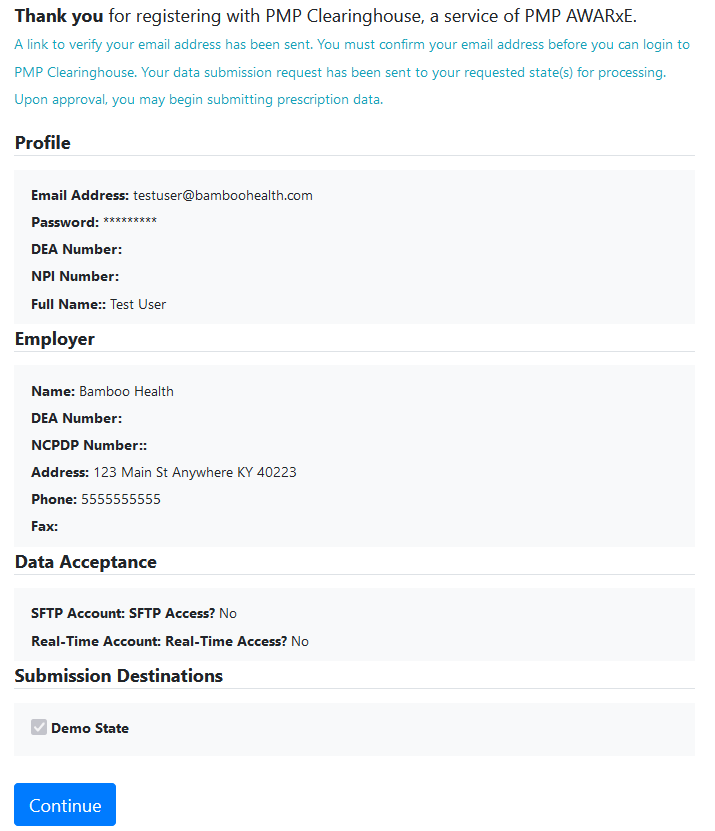 Thank you for registering with PMP Clearinghouse, a service of PMP AWARxE.
A link to verify your email address has been sent. You must confirm your email address before you can login to
PMP Clearinghouse. Your data submission request has been sent to your requested state(s) for processing.
Upon approval, you may begin submitting prescription data.
Profile
Email Address: testuser@bamboohealth.com
Password: *********
DEA Number:
NPI Number:
Full Name:: Test User
Employer
Name: Bamboo Health
DEA Number:
NCPDP Number::
Address: 123 Main St Anywhere KY 40223
Phone: 5555555555
Fax:
Data Acceptance
SFTP Account: SFTP Access? No
Real-Time Account: Real-Time Access? No
Submission Destinations
Demo State
Continue